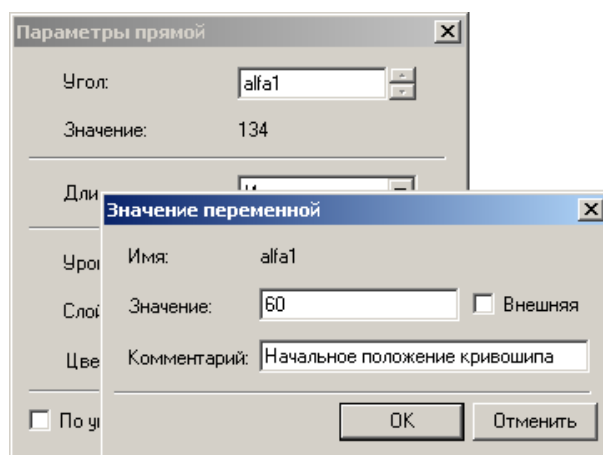 Параметры прямой
Угол: alfa1
Значение: 134
Значение переменной
Имя: alfa1
Значение: 60 Внешняя
Комментарий: Начальное положение кривошипа
OK Отменить